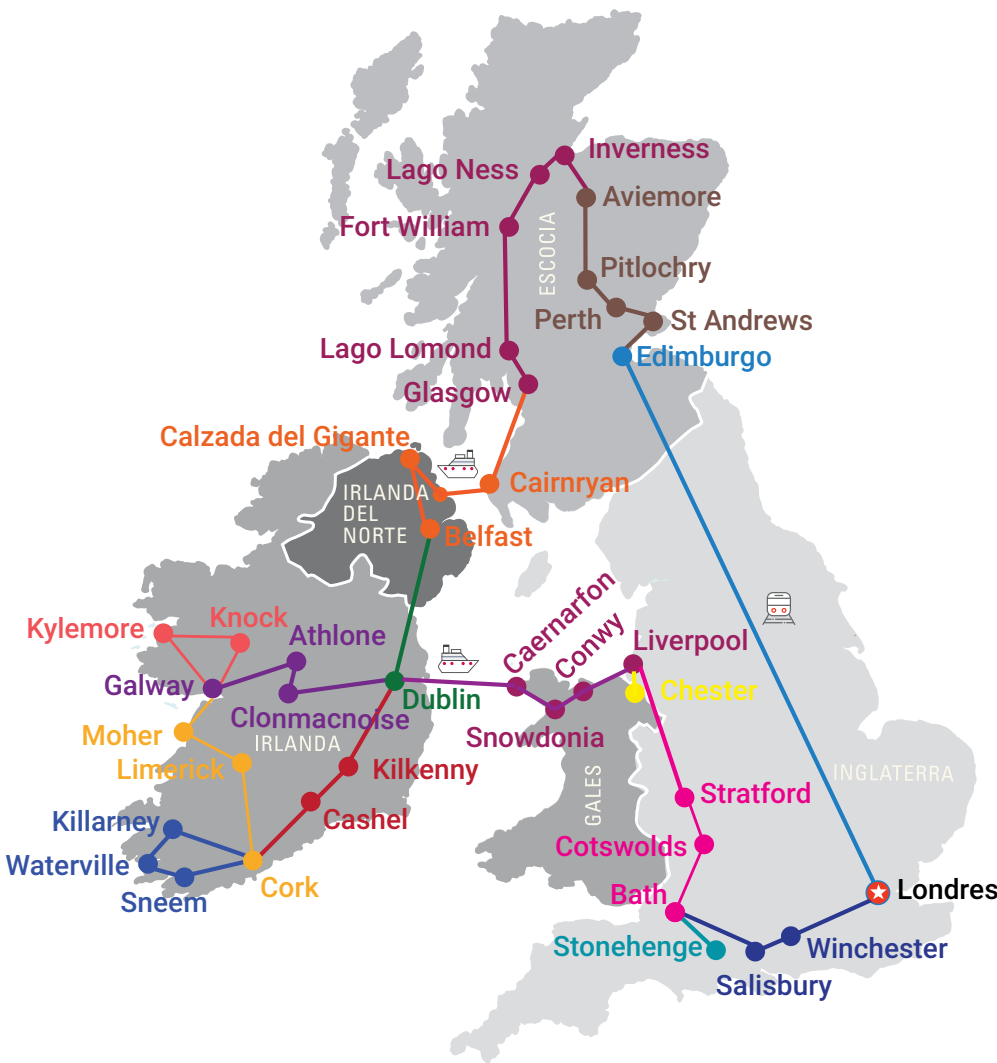 Inverness
Lago Ness
Aviemore
Fort William
ESCOCIA
Pitlochry
Perth
St Andrews
Lago Lomond
Edimburgo
Glasgow
Calzada del Gigante
Cairnryan
IRLANDA
DEL
NORTE
Belfast
Knock
Kylemore
Athlone
Caernarfon
Conwy
Liverpool
Galway
Chester
Dublin
Clonmacnoise
Moher
Snowdonia
IRLANDA
Limerick
Kilkenny
INGLATERRA
GALES
Stratford
Cashel
Killarney
Cotswolds
Waterville
Cork
Sneem
Bath
Londres
Stonehenge
Winchester
Salisbury